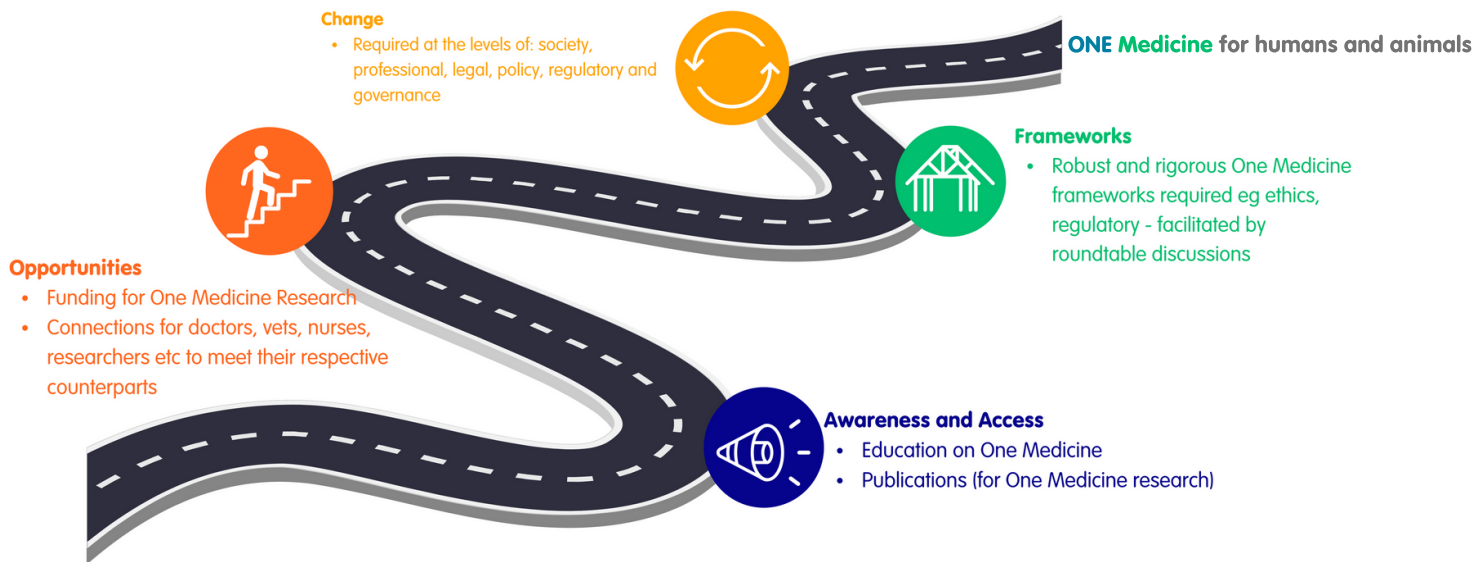 Change
• Required at the levels of: society,
professional, legal, policy, regulatory and
governance
ONE Medicine for humans and animals
Frameworks
• Robust and rigorous One Medicine
frameworks required eg ethics,
regulatory - facilitated by
roundtable discussions
Opportunities
• Funding for One Medicine Research
• Connections for doctors, vets, nurses,
researchers etc to meet their respective
counterparts
Awareness and Access
• Education on One Medicine
• Publications (for One Medicine research)